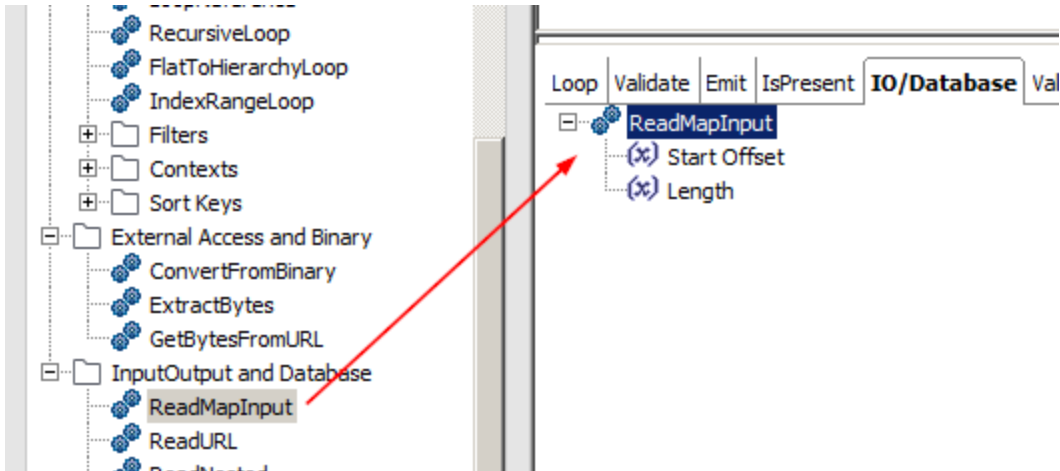 RecursiveLoop
FlatToHierarchyLoop
IndexRangeLoop
Filters
Contexts
Sort Keys
External Access and Binary
ConvertFromBinary
ExtractBytes
GetBytesFromURL
InputOutput and Database
ReadMapInput
ReadURL
Loop Validate Emit IsPresent IO/Database Val
ReadMapInput
(x) Start Offset
(x) Length